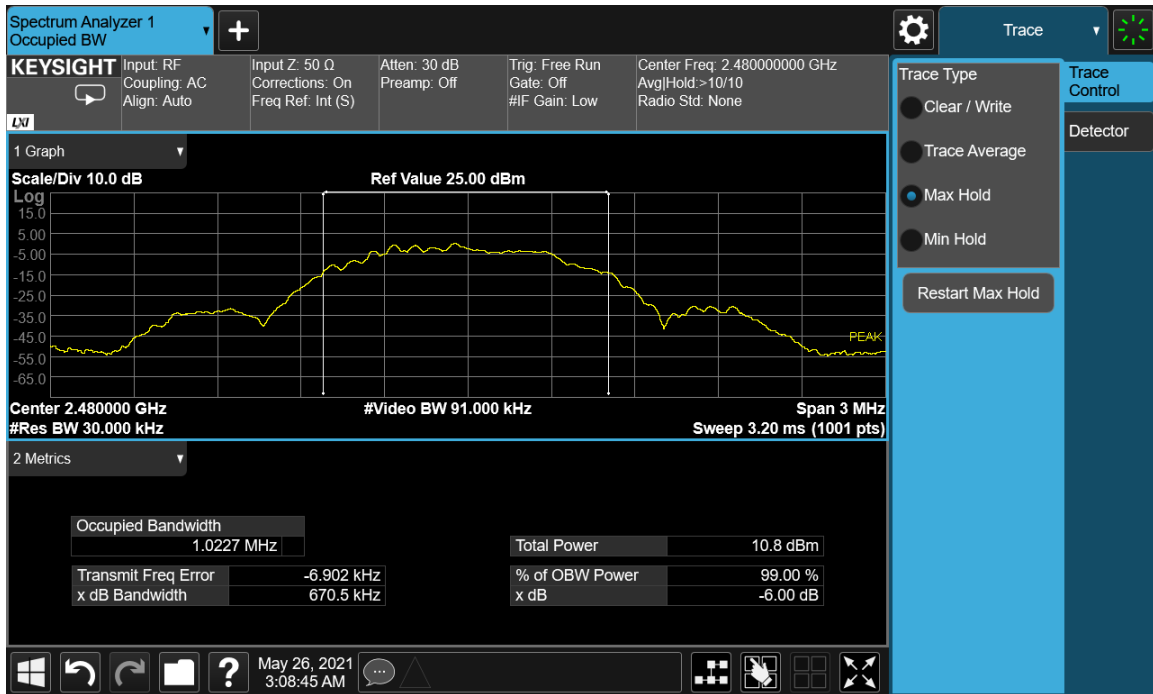 Spectrum Analyzer 1
Occupied BW
Trace
KEYSIGHT
LXI
Input: RF
Coupling: AC
Align: Auto
Input Z: 50 Ω
Corrections: On
Freq Ref: Int (S)
Atten: 30 dB
Preamp: Off
Trig: Free Run
Gate: Off
#IF Gain: Low
Center Freq: 2.480000000 GHz
Avg|Hold:>10/10
Radio Std: None
Trace Type
Clear / Write
Trace Average
Max Hold
Min Hold
Restart Max Hold
Trace
Control
Detector
1 Graph
Scale/Div 10.0 dB
Ref Value 25.00 dBm
Log
15.0
5.00
-5.00
-15.0
-25.0
-35.0
-45.0
-55.0
-65.0
PEAK
Center 2.480000 GHz
#Video BW 91.000 kHz
Span 3 MHz
#Res BW 30.000 kHz
Sweep 3.20 ms (1001 pts)
2 Metrics
Occupied Bandwidth
1.0227 MHz
Total Power 10.8 dBm
Transmit Freq Error -6.902 kHz
% of OBW Power 99.00 %
x dB Bandwidth 670.5 kHz
x dB -6.00 dB
?
May 26, 2021
3:08:45 AM